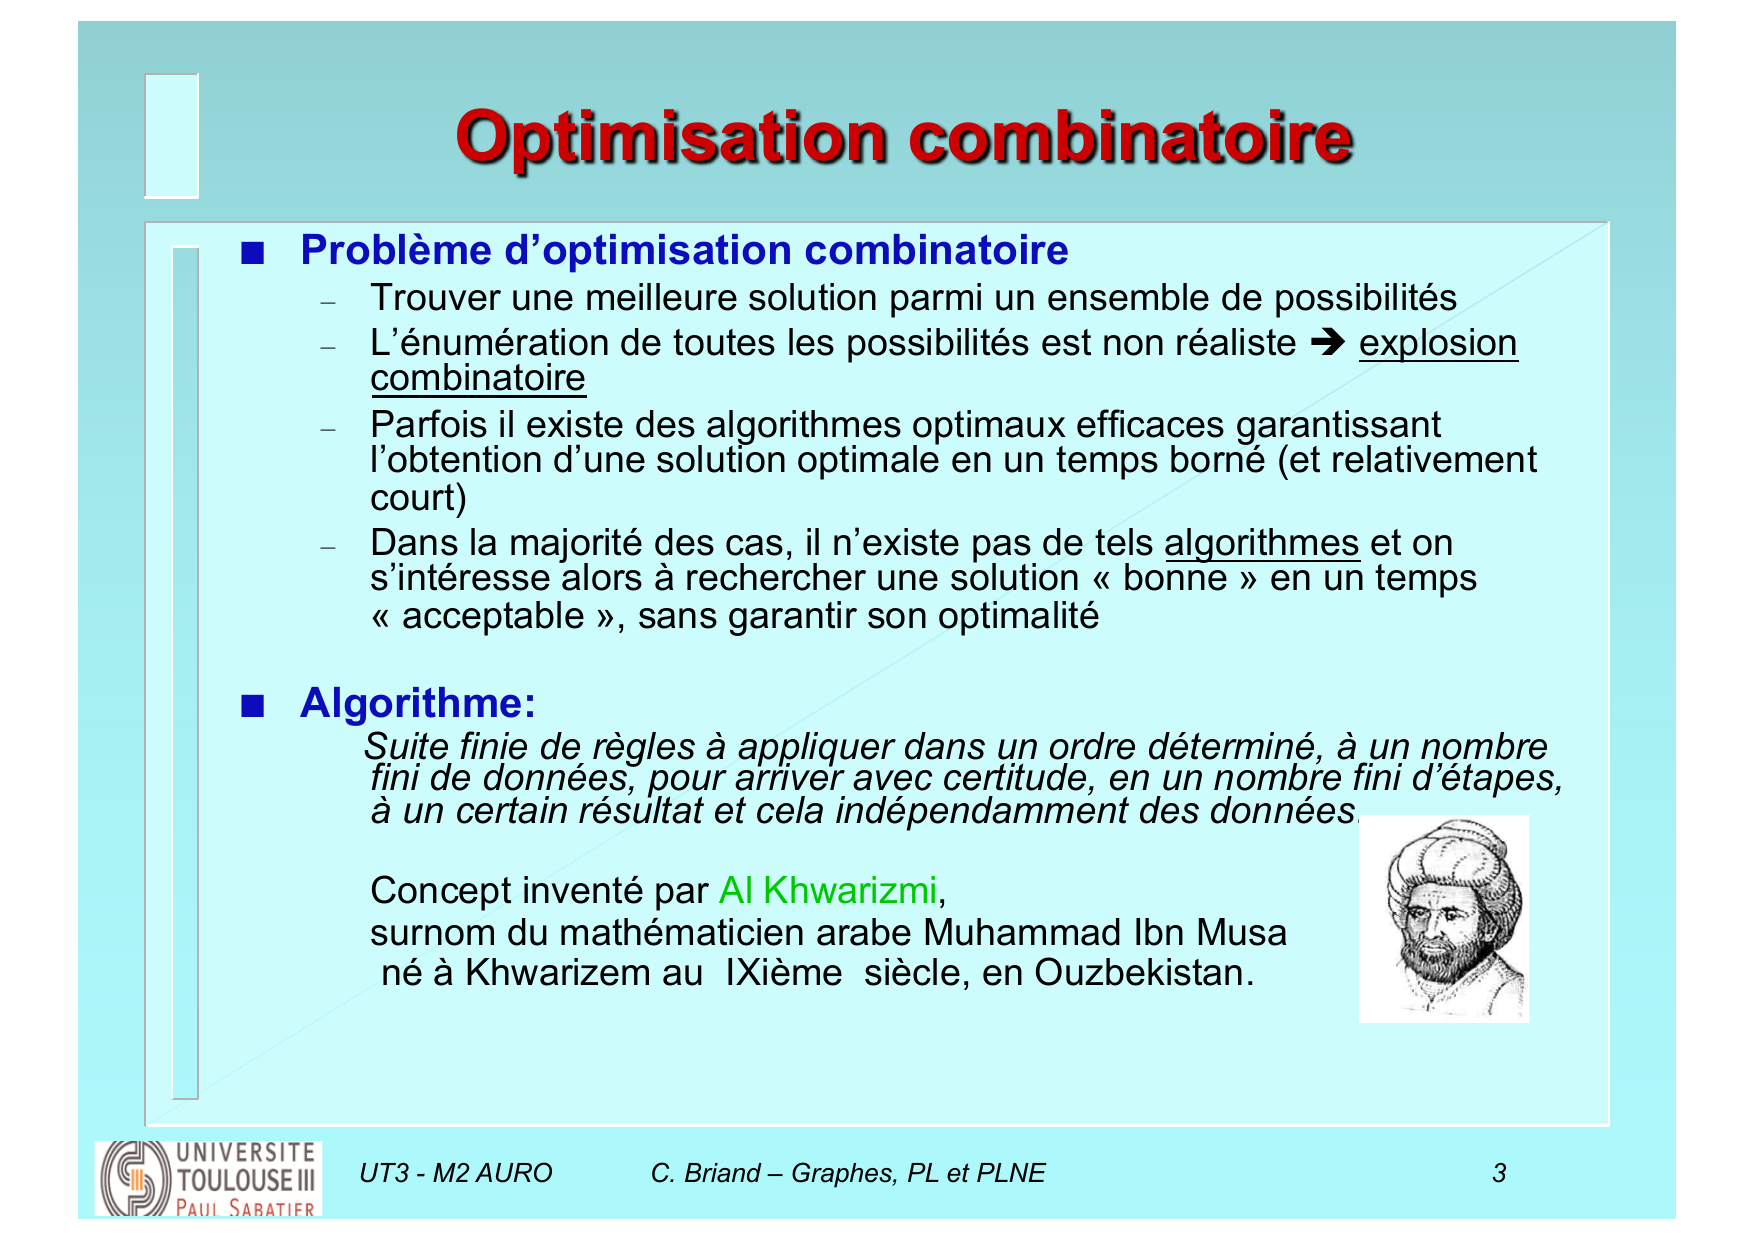 Optimisation combinatoire
■ Problème d’optimisation combinatoire
– Trouver une meilleure solution parmi un ensemble de possibilités
– L’énumération de toutes les possibilités est non réaliste ➔ explosion
combinatoire
– Parfois il existe des algorithmes optimaux efficaces garantissant
l’obtention d’une solution optimale en un temps borné (et relativement
court)
– Dans la majorité des cas, il n’existe pas de tels algorithmes et on
s’intéresse alors à rechercher une solution « bonne » en un temps
« acceptable », sans garantir son optimalité
■ Algorithme:
Suite finie de règles à appliquer dans un ordre déterminé, à un nombre
fini de données, pour arriver avec certitude, en un nombre fini d’étapes,
à un certain résultat et cela indépendamment des données.
Concept inventé par Al Khwarizmi,
surnom du mathématicien arabe Muhammad Ibn Musa
né à Khwarizem au IXième siècle, en Ouzbekistan.
UNIVERSITE
TOULOUSE III
PAUL SABATIER
UT3 - M2 AURO C. Briand – Graphes, PL et PLNE 3